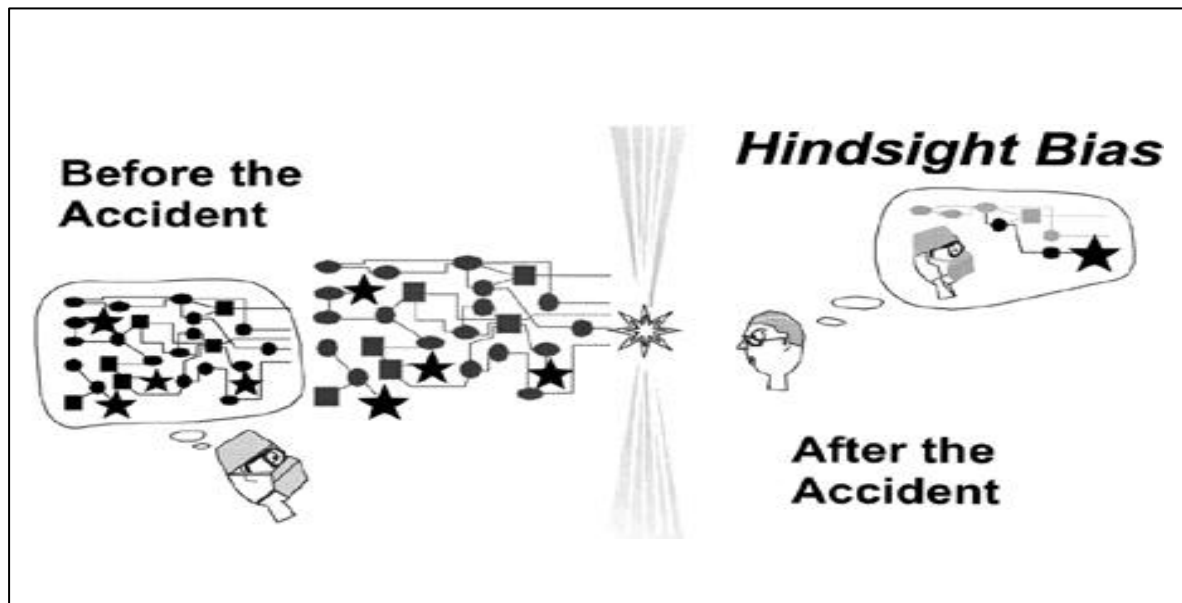 Before the
Accident
Hindsight Bias
After the
Accident